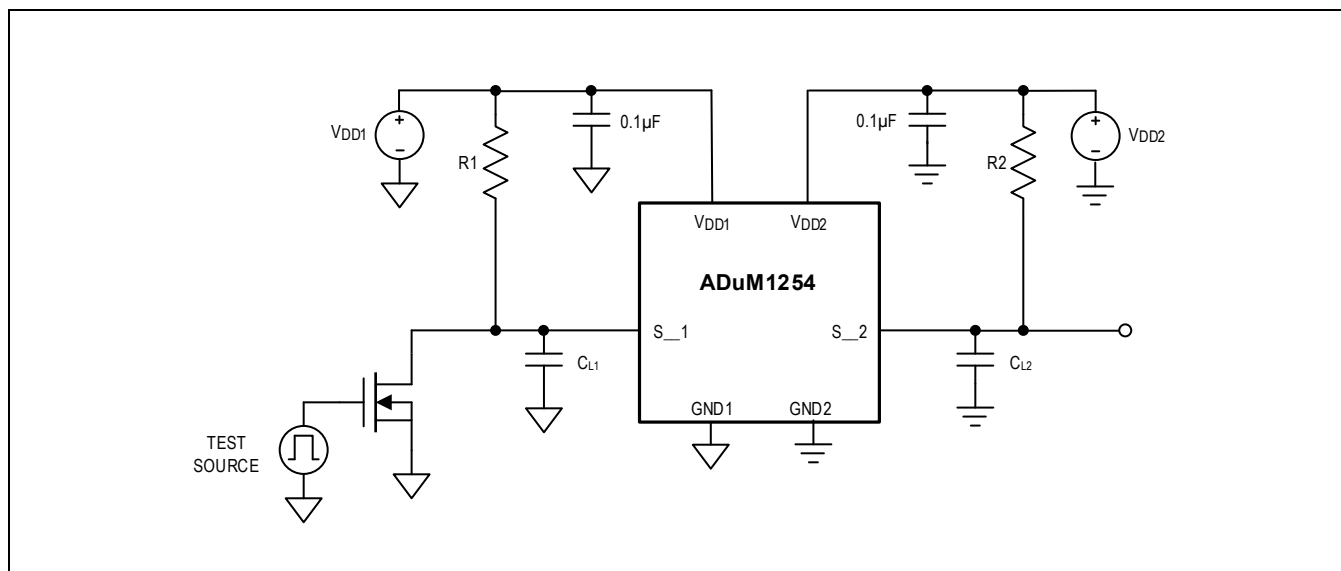 0.1µF
0.1µF
VDD1
VDD2
R1
R2
VDD1
VDD2
ADuM1254
S__1
S__2
CL1
CL2
GND1
GND2
TEST
SOURCE